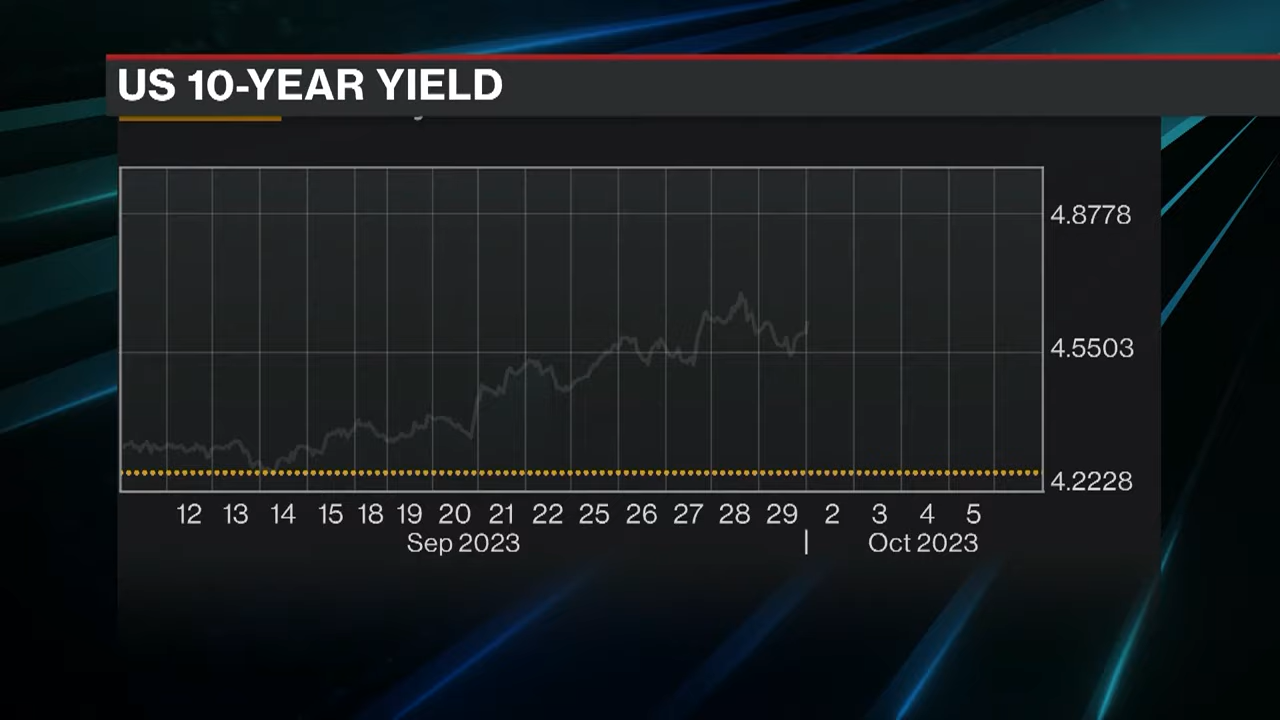 US 10-YEAR YIELD
4.8778
4.5503
4.2228
12 13 14 15 18 19 20 21 22 25 26 27 28 29 2 3 4 5
Sep 2023 | Oct 2023